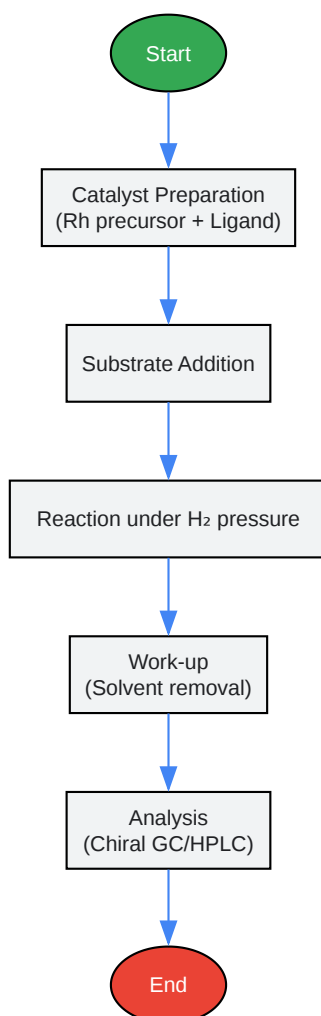 Start
Catalyst Preparation
(Rh precursor + Ligand)
Substrate Addition
Reaction under H₂ pressure
Work-up
(Solvent removal)
Analysis
(Chiral GC/HPLC)
End